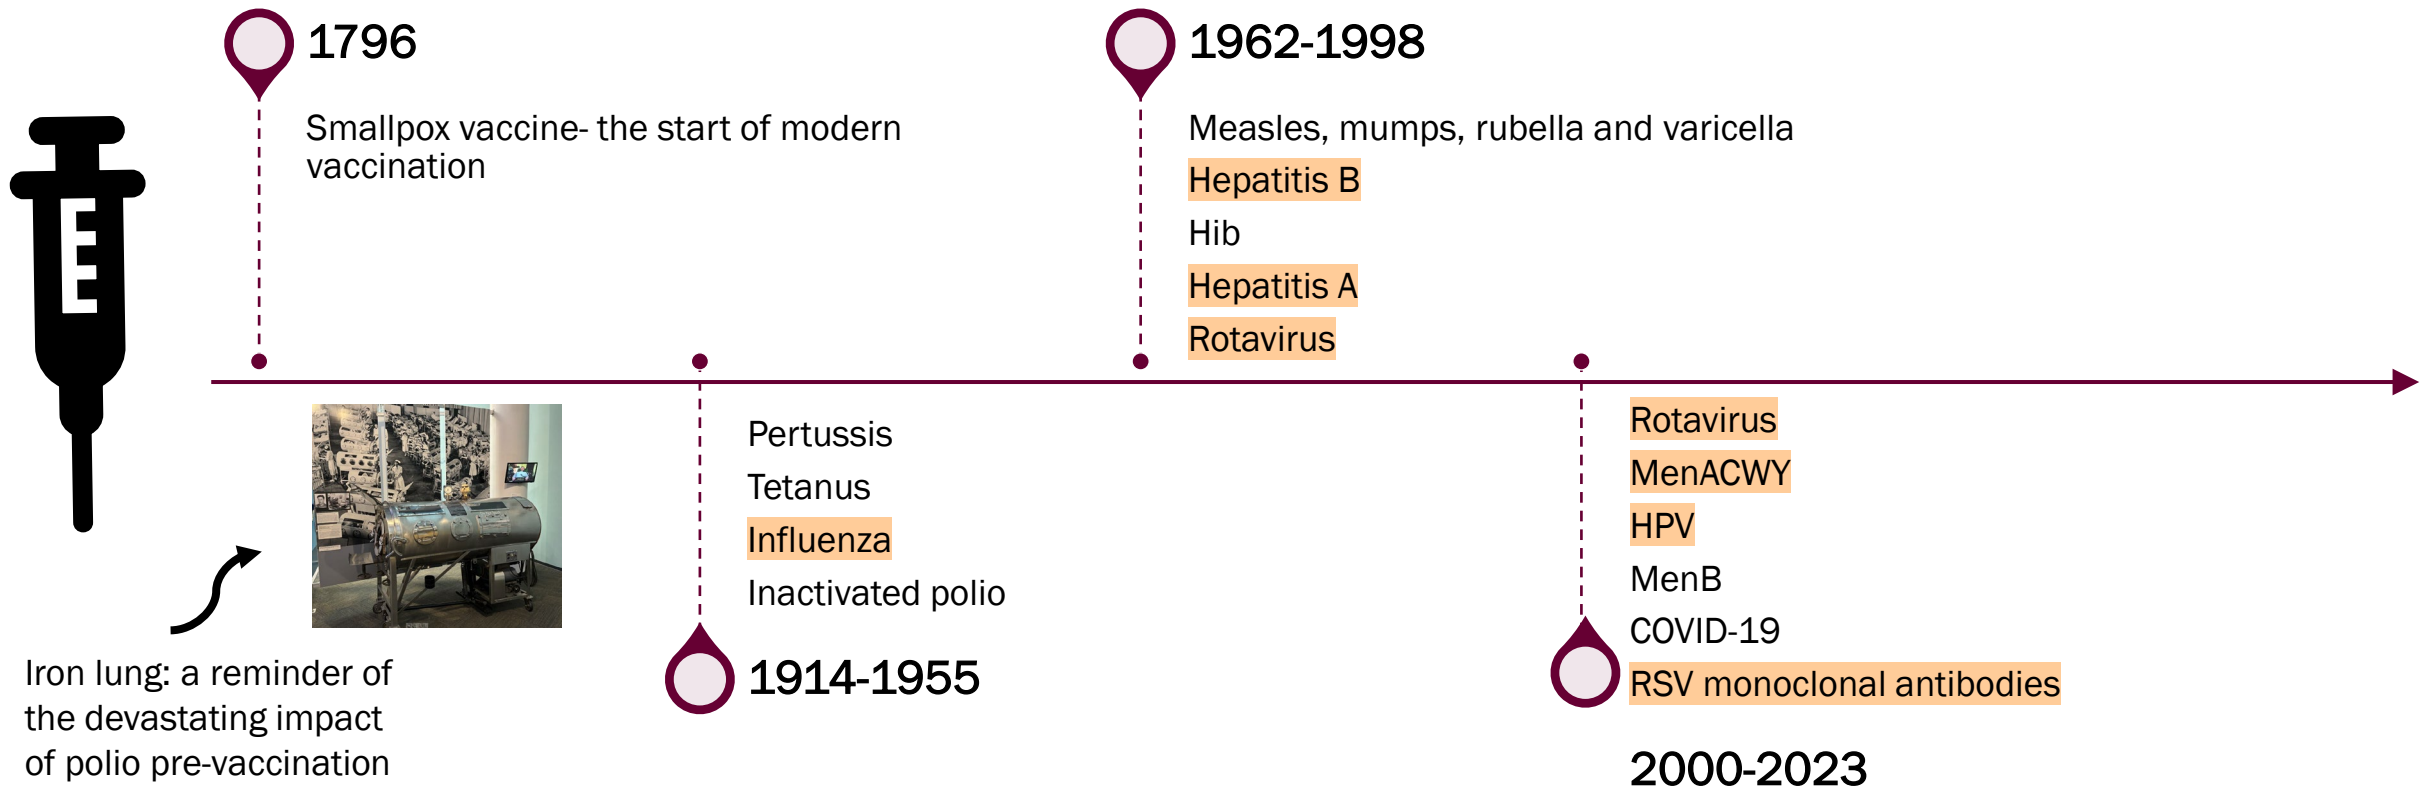 1796
Smallpox vaccine- the start of modern
vaccination
1962-1998
Measles, mumps, rubella and varicella
Hepatitis B
Hib
Hepatitis A
Rotavirus
Pertussis
Tetanus
Influenza
Inactivated polio
1914-1955
Rotavirus
MenACWY
HPV
MenB
COVID-19
RSV monoclonal antibodies
2000-2023
Iron lung: a reminder of
the devastating impact
of polio pre-vaccination